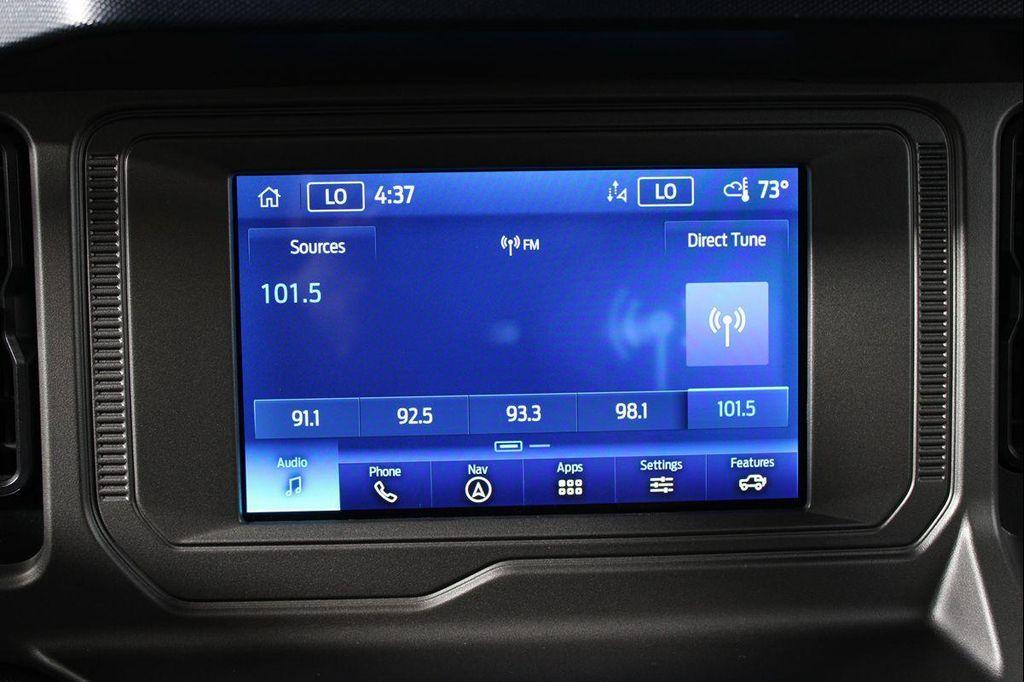 LO 4:37 LO 73°
Sources FM Direct Tune
101.5
91.1 92.5 93.3 98.1 101.5
Audio Phone Nav Apps Settings Features